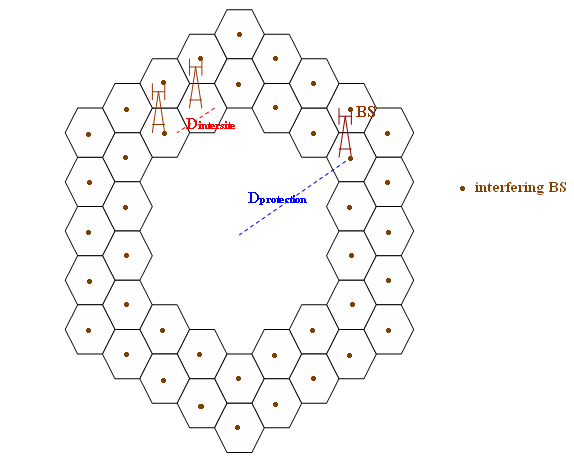 BS
Dintersite
interfering BS
Dprotection